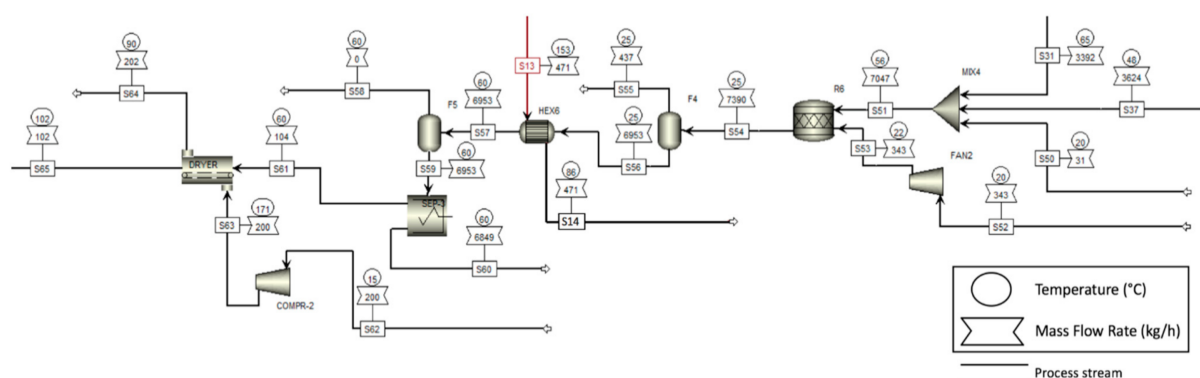 90
202
S64
60
0
S58
S13
153
471
25
437
S55
25
7390
S54
56
7047
S51
MIX4
S31
65
3392
48
3624
S37
102
102
S65
DRYER
60
104
S61
F5
60
6953
S57
HEX6
25
6953
S56
F4
R6
22
343
S53
FAN2
20
31
S50
S59
60
6953
SEP-3
86
471
S14
20
343
S52
S63
171
200
COMPR-2
15
200
S62
60
6849
S60
Temperature (°C)
Mass Flow Rate (kg/h)
Process stream